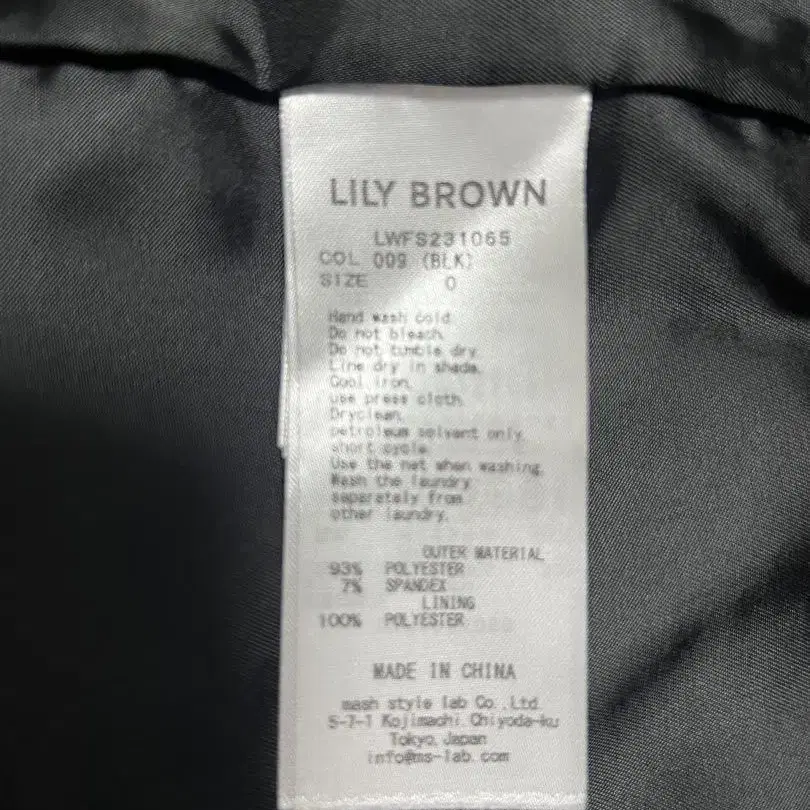 LILY BROWN
LWFS231065
COL 009 (BLK)
SIZE 0
Hand wash cold
Do not bleach.
Do not tumble dry
Line dry in shade.
Cool iron.
use press cloth.
Dryclean.
petroleum solvent only.
short cycle
Use the net when washing.
Wash the laundry
separately from
other laundry.
OUTER MATERIAL
93% POLYESTER
7% SPANDEX
LINING
100% POLYESTER
MADE IN CHINA
mash style lab Co.,Ltd.
5-7-1 Kojimachi, Chiyoda-ku
Tokyo, Japan
info@ms-lab.com